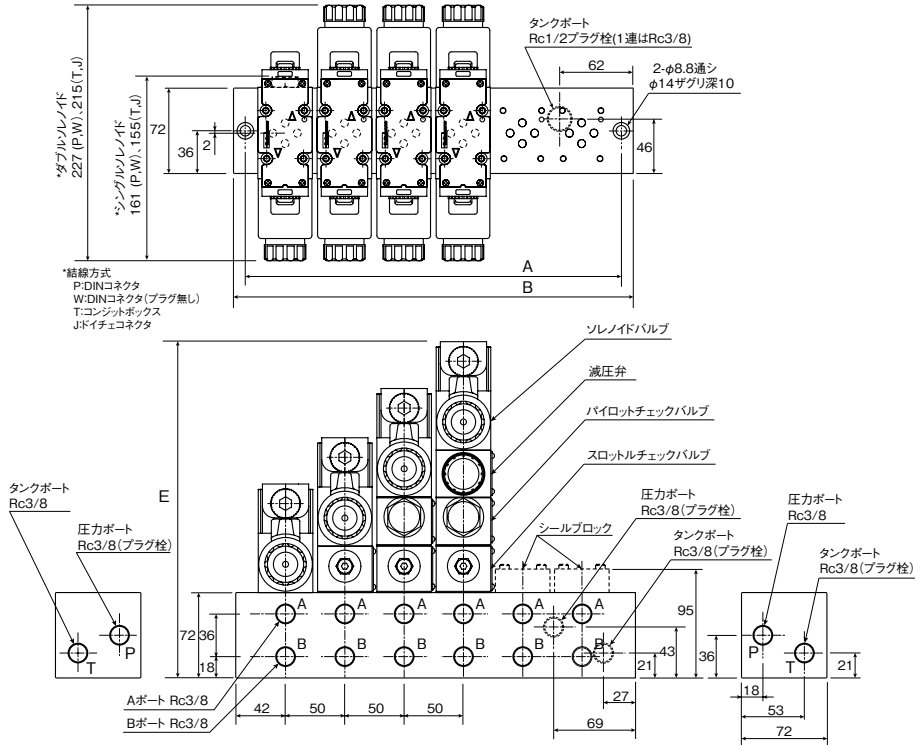 タンクポート
Rc1/2プラグ栓(1連はRc3/8)
62
2-φ8.8通シ
φ14ザグリ深10
*ダブルソレノイド
227 (P,W)、215(T,J)
*シングルソレノイド
161 (P,W)、155(T,J)
72
36
2
46
A
B
*結線方式
P:DINコネクタ
W:DINコネクタ(プラグ無し)
T:コンジットボックス
J:ドイチェコネクタ
ソレノイドバルブ
減圧弁
パイロットチェックバルブ
スロットルチェックバルブ
E
タンクポート
Rc3/8
圧力ポート
Rc3/8(プラグ栓)
シールブロック
圧力ポート
Rc3/8(プラグ栓)
タンクポート
Rc3/8(プラグ栓)
圧力ポート
Rc3/8
タンクポート
Rc3/8(プラグ栓)
T
P
72
36
18
A
A
A
A
A
A
B
B
B
B
B
B
95
43
21
36
P
T
21
Aポート Rc3/8
Bポート Rc3/8
42
50
50
50
27
69
18
53
72